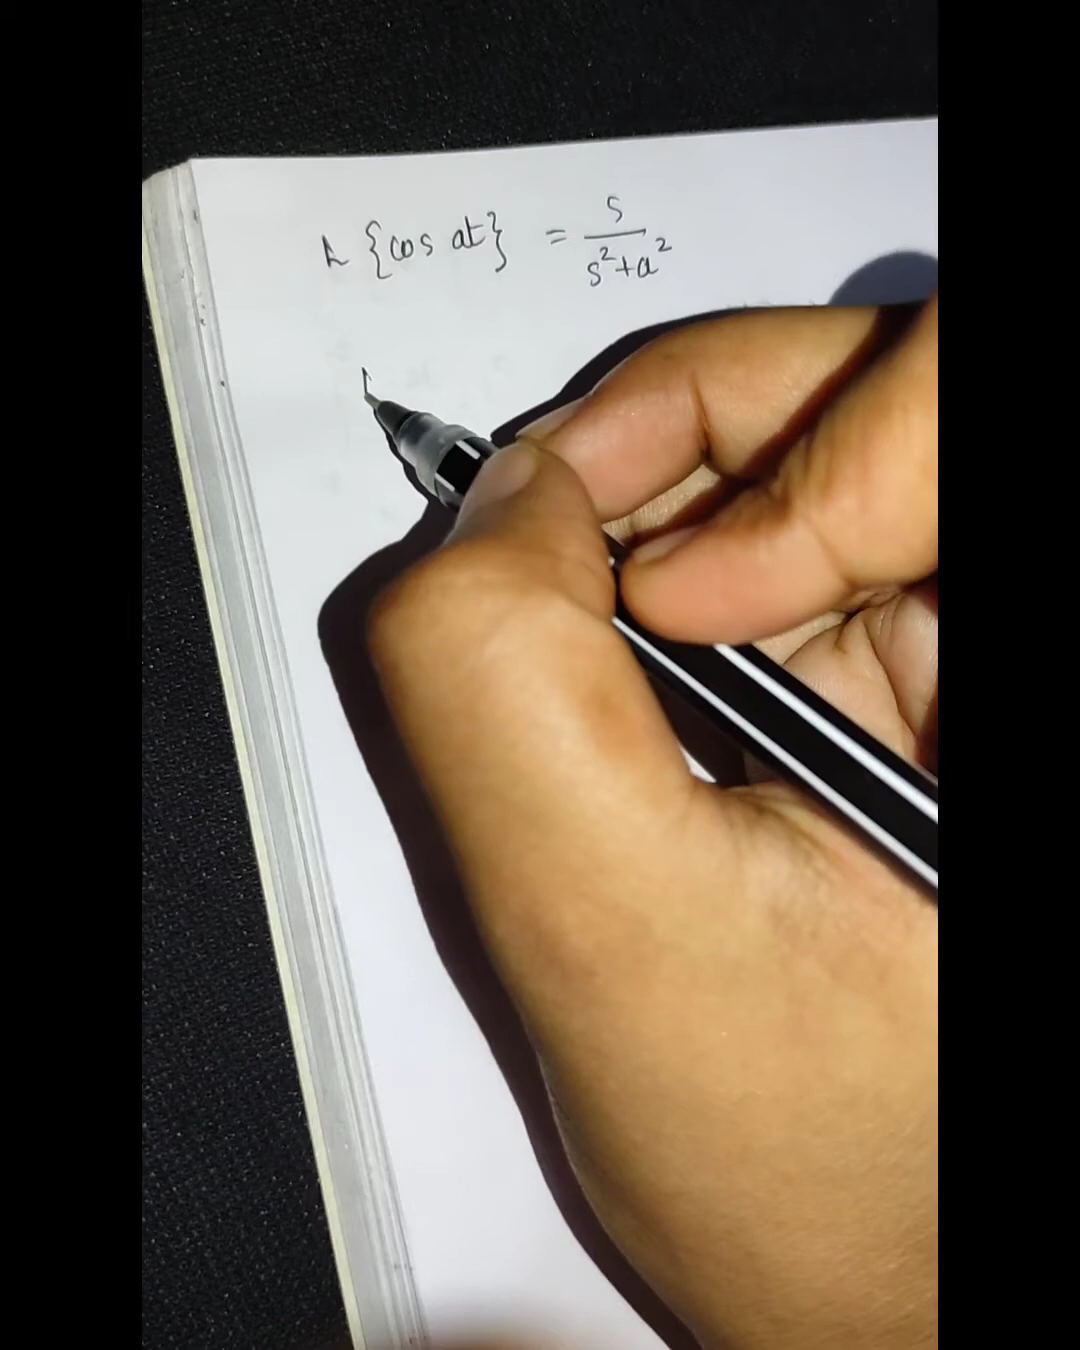 L {cos at} = s/(s²+a²)